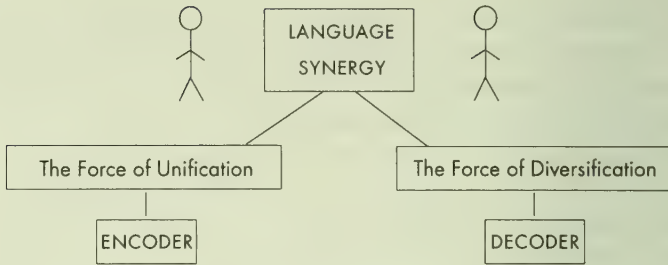 LANGUAGE
SYNERGY
The Force of Unification
The Force of Diversification
ENCODER
DECODER